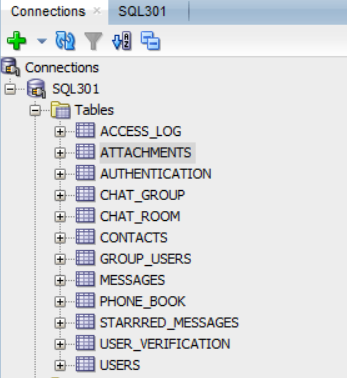 Connections SQL301
Connections
SQL301
Tables
ACCESS_LOG
ATTACHMENTS
AUTHENTICATION
CHAT_GROUP
CHAT_ROOM
CONTACTS
GROUP_USERS
MESSAGES
PHONE_BOOK
STARRRED_MESSAGES
USER_VERIFICATION
USERS